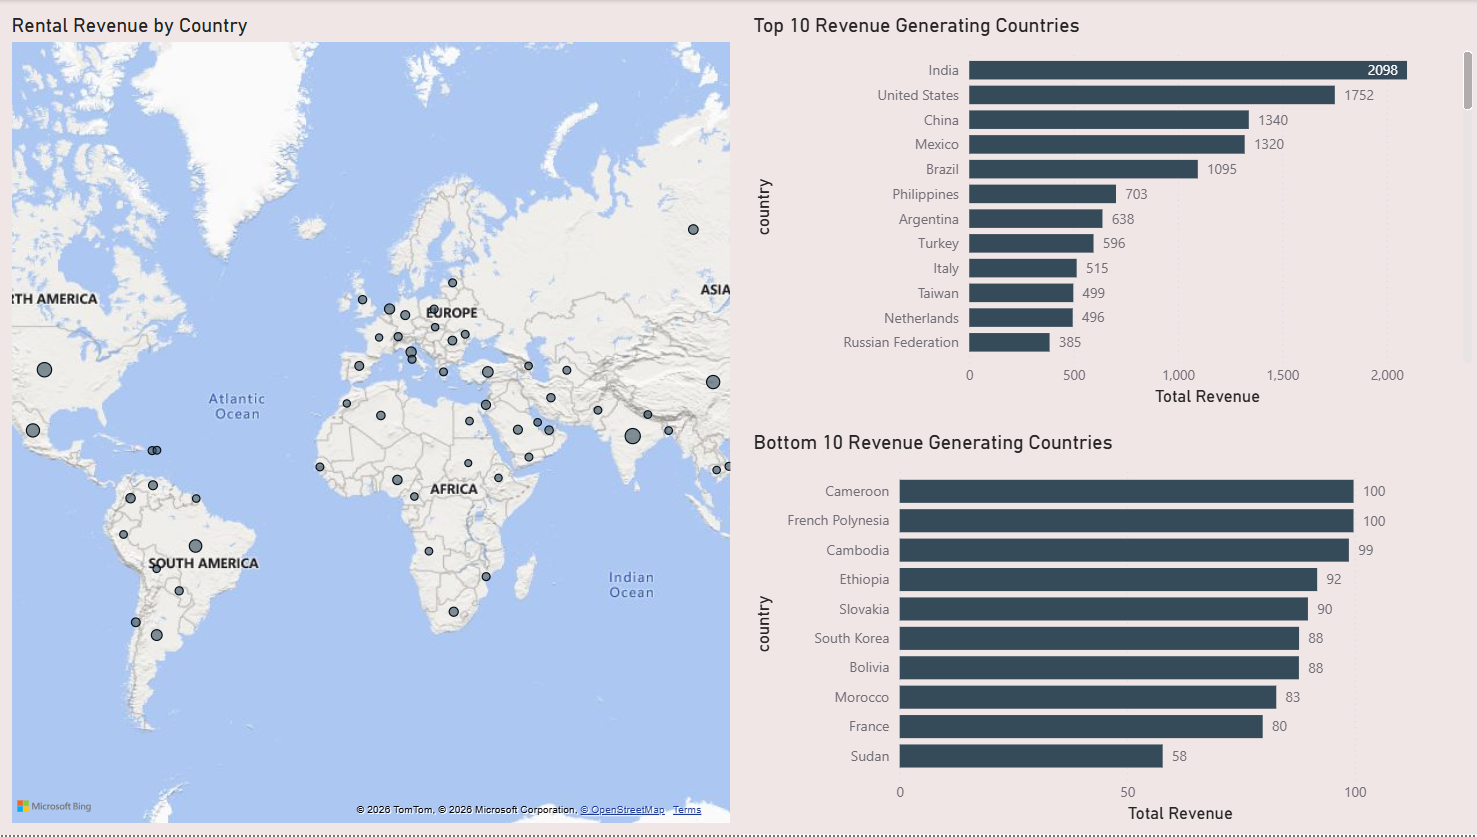 Rental Revenue by Country
RTH AMERICA
EUROPE
ASIA
Atlantic
Ocean
AFRICA
SOUTH AMERICA
Indian
Ocean
Microsoft Bing
© 2026 TomTom, © 2026 Microsoft Corporation, © OpenStreetMap Terms
Top 10 Revenue Generating Countries
country
India 2098
United States 1752
China 1340
Mexico 1320
Brazil 1095
Philippines 703
Argentina 638
Turkey 596
Italy 515
Taiwan 499
Netherlands 496
Russian Federation 385
0 500 1,000 1,500 2,000
Total Revenue
Bottom 10 Revenue Generating Countries
country
Cameroon 100
French Polynesia 100
Cambodia 99
Ethiopia 92
Slovakia 90
South Korea 88
Bolivia 88
Morocco 83
France 80
Sudan 58
0 50 100
Total Revenue